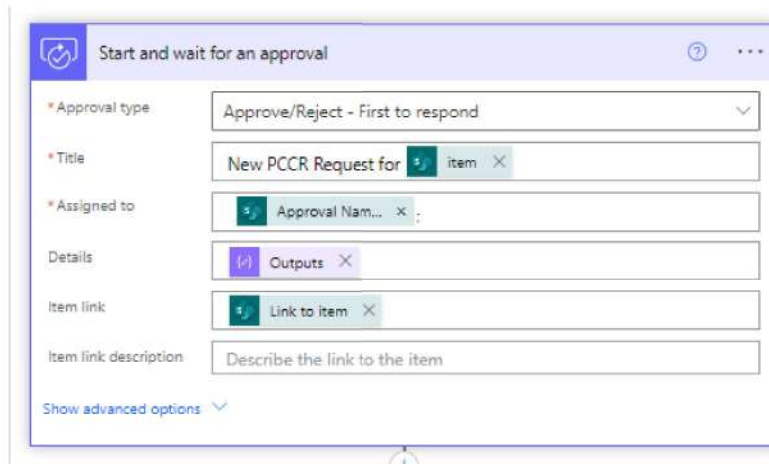 Start and wait for an approval
* Approval type
Approve/Reject - First to respond
* Title
New PCCR Request for item ×
* Assigned to
Approval Nam... × ;
Details
Outputs ×
Item link
Link to item ×
Item link description
Describe the link to the item
Show advanced options